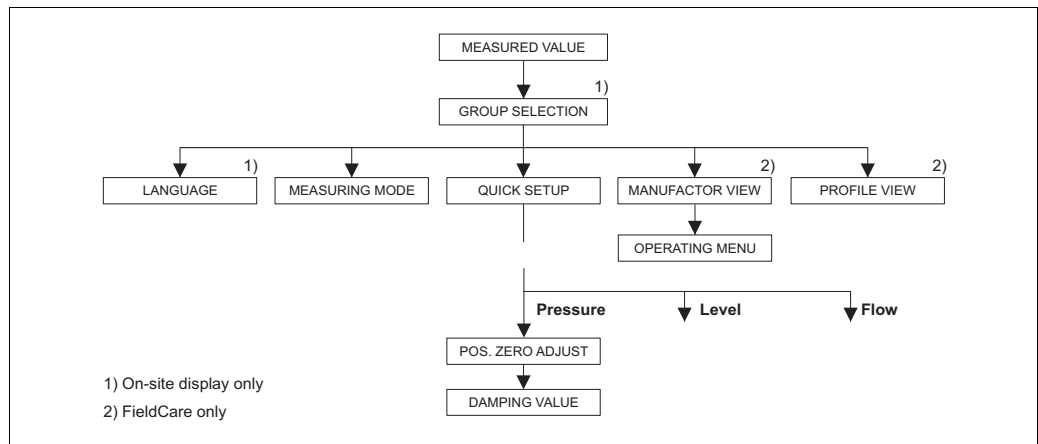 MEASURED VALUE
1)
GROUP SELECTION
1)
2)
2)
LANGUAGE
MEASURING MODE
QUICK SETUP
MANUFACTOR VIEW
PROFILE VIEW
OPERATING MENU
Pressure
Level
Flow
POS. ZERO ADJUST
DAMPING VALUE
1) On-site display only
2) FieldCare only